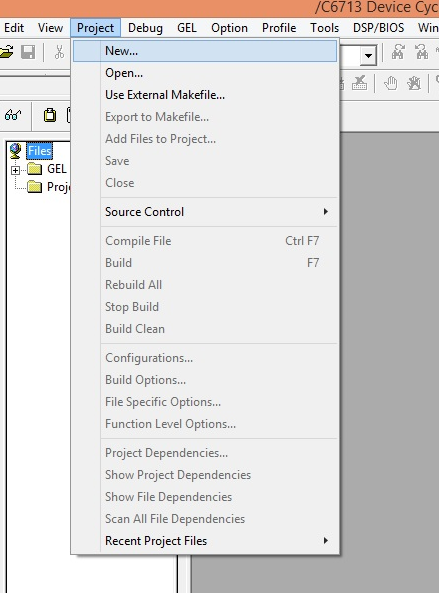 /C6713 Device Cyc
Edit View Project Debug GEL Option Profile Tools DSP/BIOS Win
New...
Open...
Use External Makefile...
Export to Makefile...
Add Files to Project...
Save
Close
Source Control
Compile File Ctrl F7
Build F7
Rebuild All
Stop Build
Build Clean
Configurations...
Build Options...
File Specific Options...
Function Level Options...
Project Dependencies...
Show Project Dependencies
Show File Dependencies
Scan All File Dependencies
Recent Project Files
Files
GEL
Proje